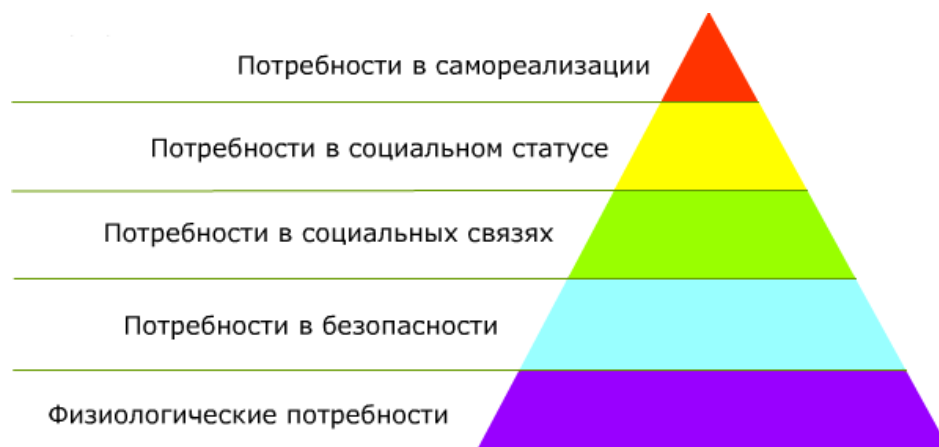 Потребности в самореализации
Потребности в социальном статусе
Потребности в социальных связях
Потребности в безопасности
Физиологические потребности